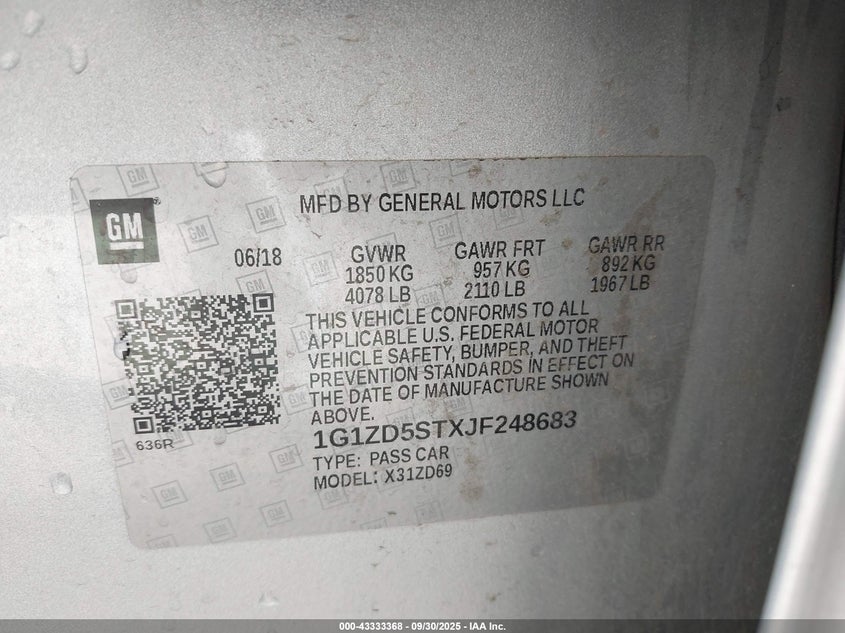 MFD BY GENERAL MOTORS LLC
GM
06/18
GVWR GAWR FRT GAWR RR
1850 KG 957 KG 892 KG
4078 LB 2110 LB 1967 LB
THIS VEHICLE CONFORMS TO ALL
APPLICABLE U.S. FEDERAL MOTOR
VEHICLE SAFETY, BUMPER, AND THEFT
PREVENTION STANDARDS IN EFFECT ON
THE DATE OF MANUFACTURE SHOWN
ABOVE.
636R
1G1ZD5STXJF248683
TYPE: PASS CAR
MODEL: X31ZD69
000-43333368 - 09/30/2025 - IAA Inc.